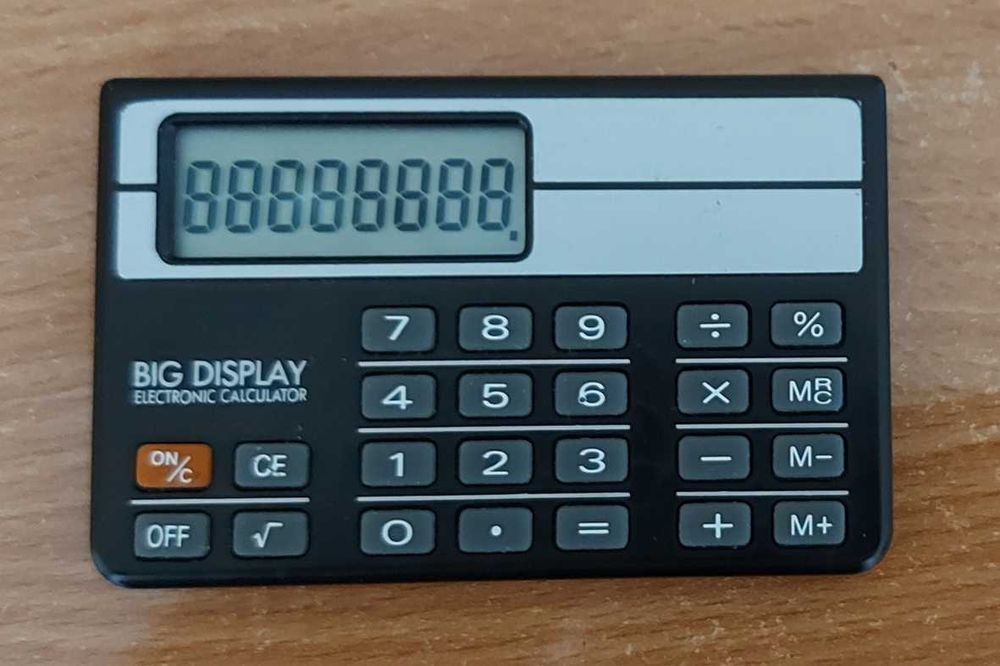 88888888.
7 8 9 ÷ %
BIG DISPLAY
ELECTRONIC CALCULATOR
4 5 6 × MRC
ON/C CE 1 2 3 − M−
OFF √ 0 · = + M+